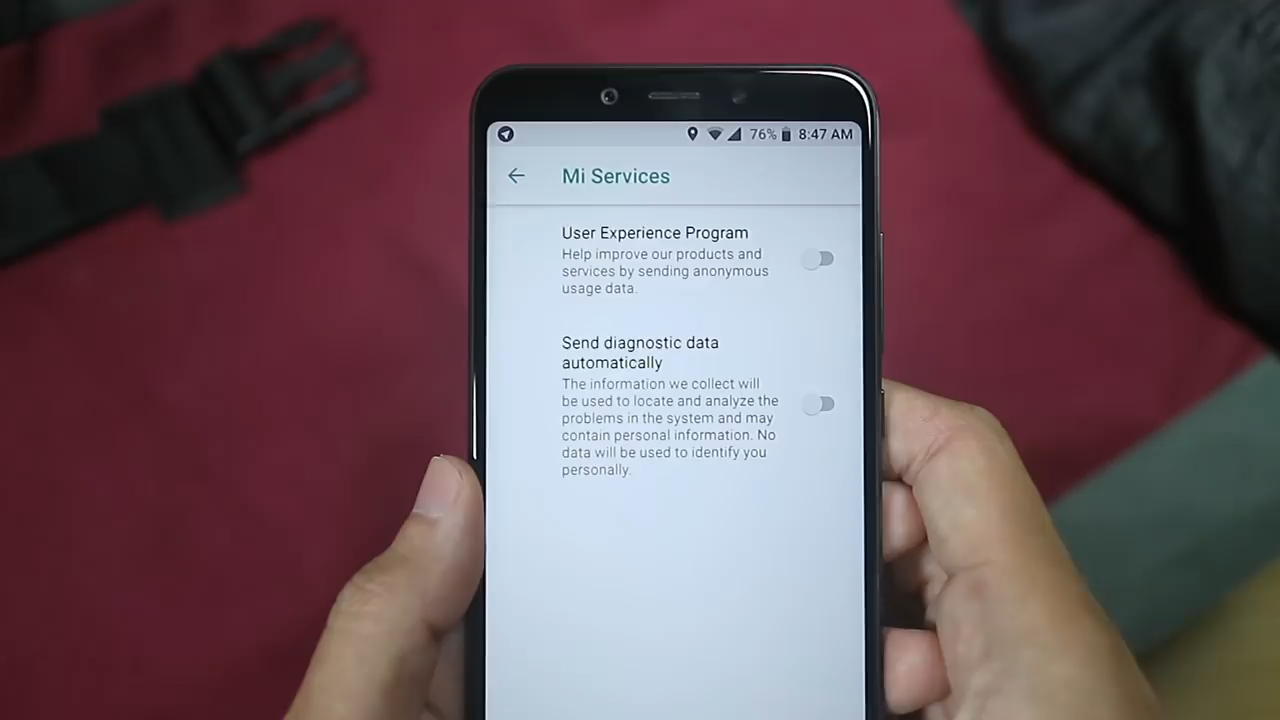 76% 8:47 AM
Mi Services
User Experience Program
Help improve our products and
services by sending anonymous
usage data.
Send diagnostic data
automatically
The information we collect will
be used to locate and analyze the
problems in the system and may
contain personal information. No
data will be used to identify you
personally.